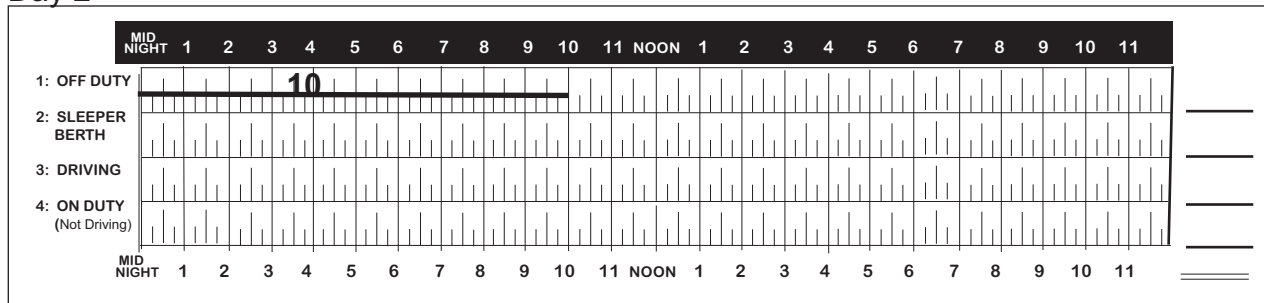 Day 2
MID NIGHT 1 2 3 4 5 6 7 8 9 10 11 NOON 1 2 3 4 5 6 7 8 9 10 11
1: OFF DUTY 10
2: SLEEPER
BERTH
3: DRIVING
4: ON DUTY
(Not Driving)
MID NIGHT 1 2 3 4 5 6 7 8 9 10 11 NOON 1 2 3 4 5 6 7 8 9 10 11